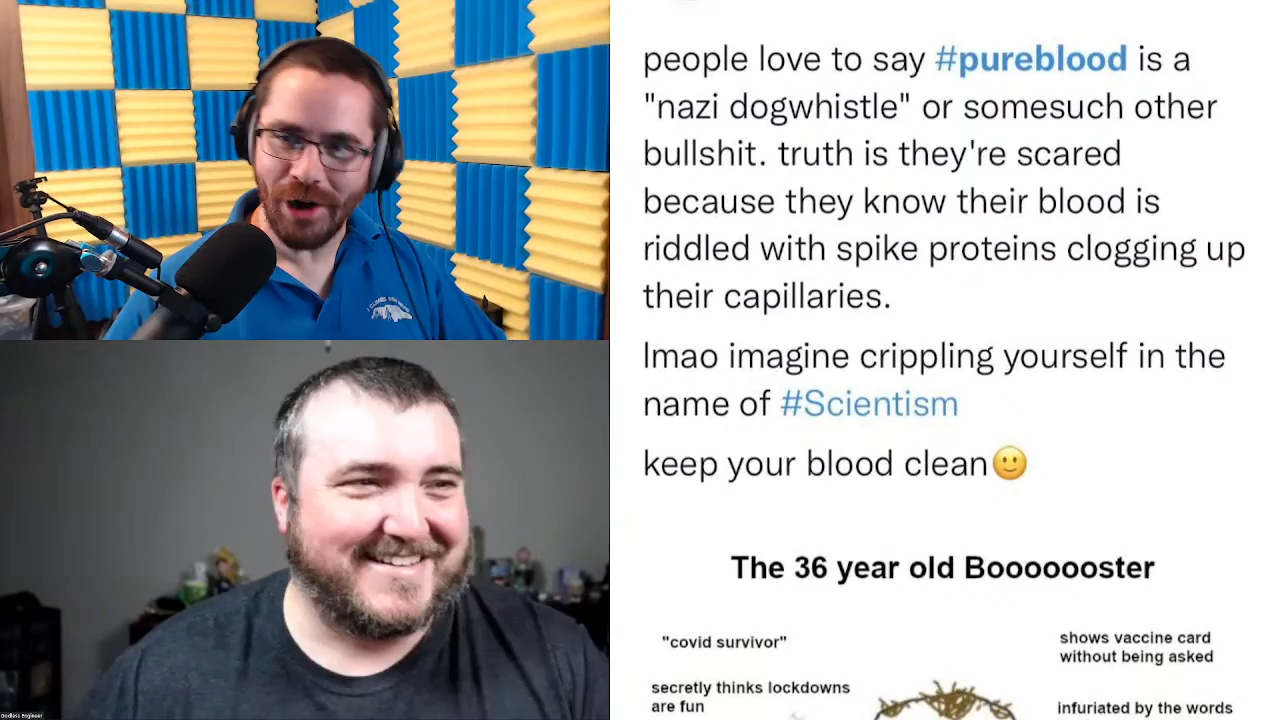 people love to say #pureblood is a
"nazi dogwhistle" or somesuch other
bullshit. truth is they're scared
because they know their blood is
riddled with spike proteins clogging up
their capillaries.
lmao imagine crippling yourself in the
name of #Scientism
keep your blood clean🙂
The 36 year old Booooooster
"covid survivor"
shows vaccine card
without being asked
secretly thinks lockdowns
are fun
infuriated by the words
Godless Engineer